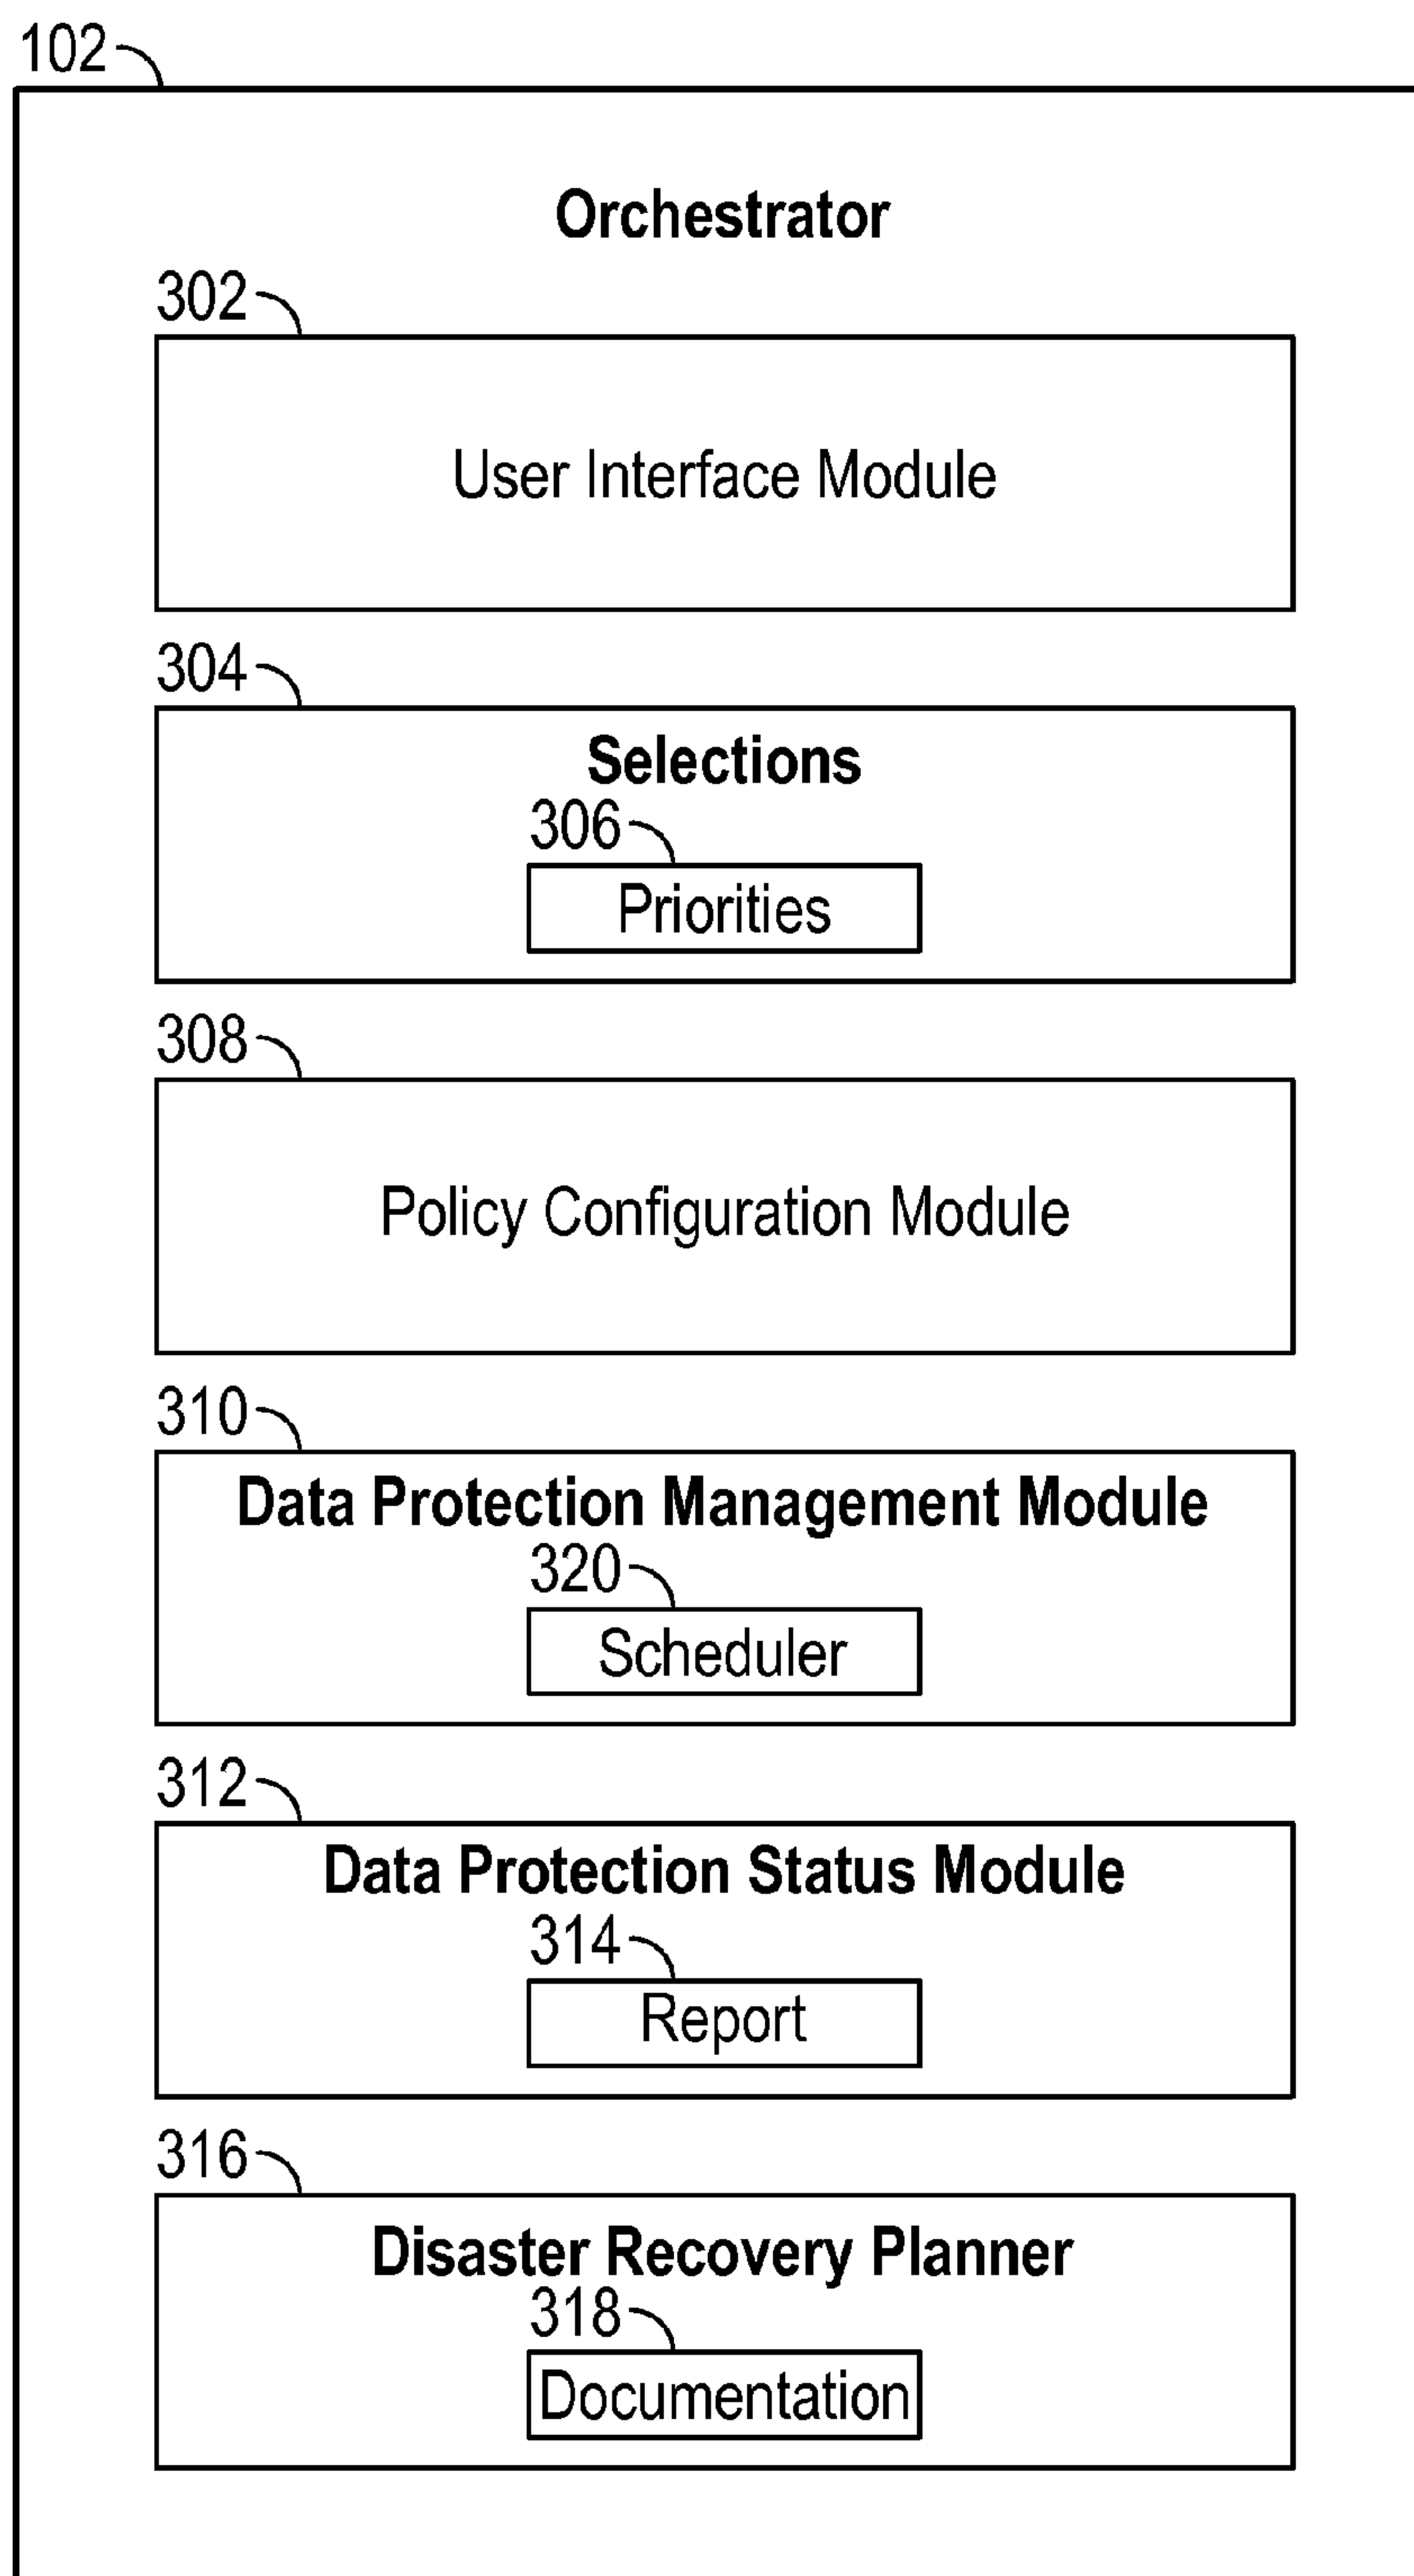 102
Orchestrator
302
User Interface Module
304
Selections
306
Priorities
308
Policy Configuration Module
310
Data Protection Management Module
320
Scheduler
312
Data Protection Status Module
314
Report
316
Disaster Recovery Planner
318
Documentation